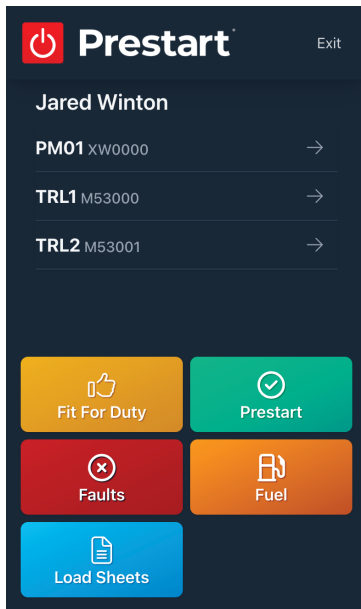 Prestart
Exit
Jared Winton
PM01 XW0000
TRL1 M53000
TRL2 M53001
Fit For Duty
Prestart
Faults
Fuel
Load Sheets